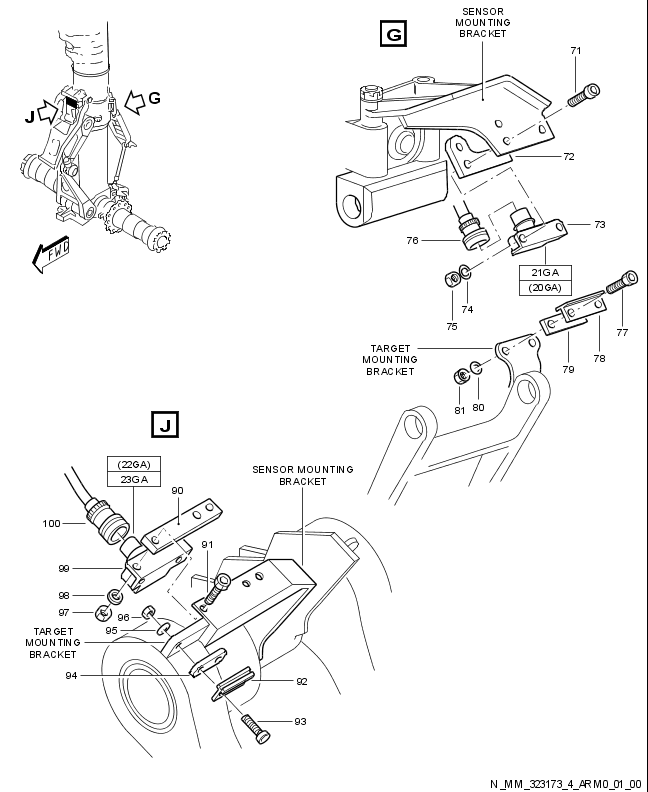 J
G
FWD
G
SENSOR
MOUNTING
BRACKET
71
72
73
76
21GA
(20GA)
74
75
77
78
79
TARGET
MOUNTING
BRACKET
80
81
J
(22GA)
23GA
90
SENSOR MOUNTING
BRACKET
100
91
99
98
97
96
95
TARGET
MOUNTING
BRACKET
94
92
93
N_MM_323173_4_ARM0_01_00